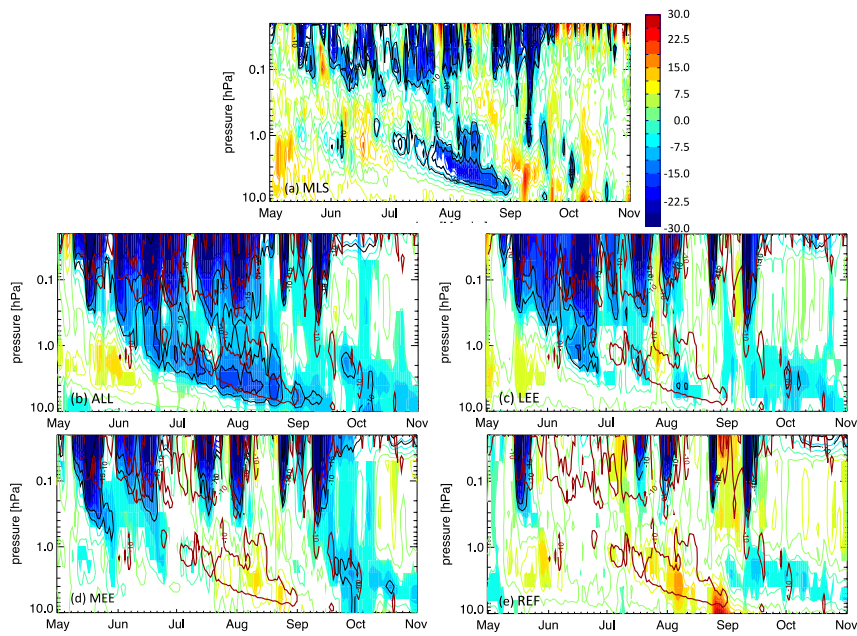 30.0
22.5
15.0
7.5
0.0
-7.5
-15.0
-22.5
-30.0
pressure [hPa]
0.1
1.0
10.0
(a) MLS
May Jun Jul Aug Sep Oct Nov
pressure [hPa]
0.1
1.0
10.0
(b) ALL
May Jun Jul Aug Sep Oct Nov
pressure [hPa]
0.1
1.0
10.0
(c) LEE
May Jun Jul Aug Sep Oct Nov
pressure [hPa]
0.1
1.0
10.0
(d) MEE
May Jun Jul Aug Sep Oct Nov
pressure [hPa]
0.1
1.0
10.0
(e) REF
May Jun Jul Aug Sep Oct Nov